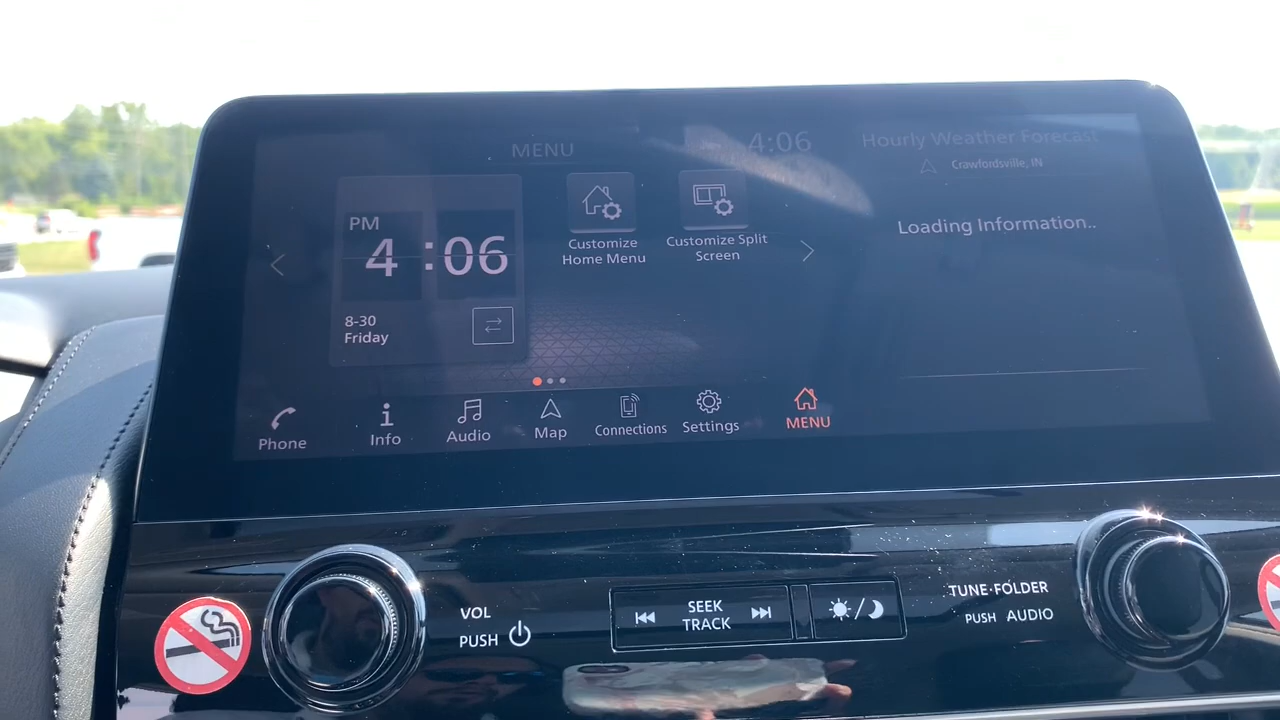 MENU
4:06
Hourly Weather Forecast
Crawfordsville, IN
Loading Information..
PM
4:06
8-30
Friday
Customize
Home Menu
Customize Split
Screen
Phone
Info
Audio
Map
Connections
Settings
MENU
VOL
PUSH
SEEK
TRACK
TUNE·FOLDER
PUSH AUDIO